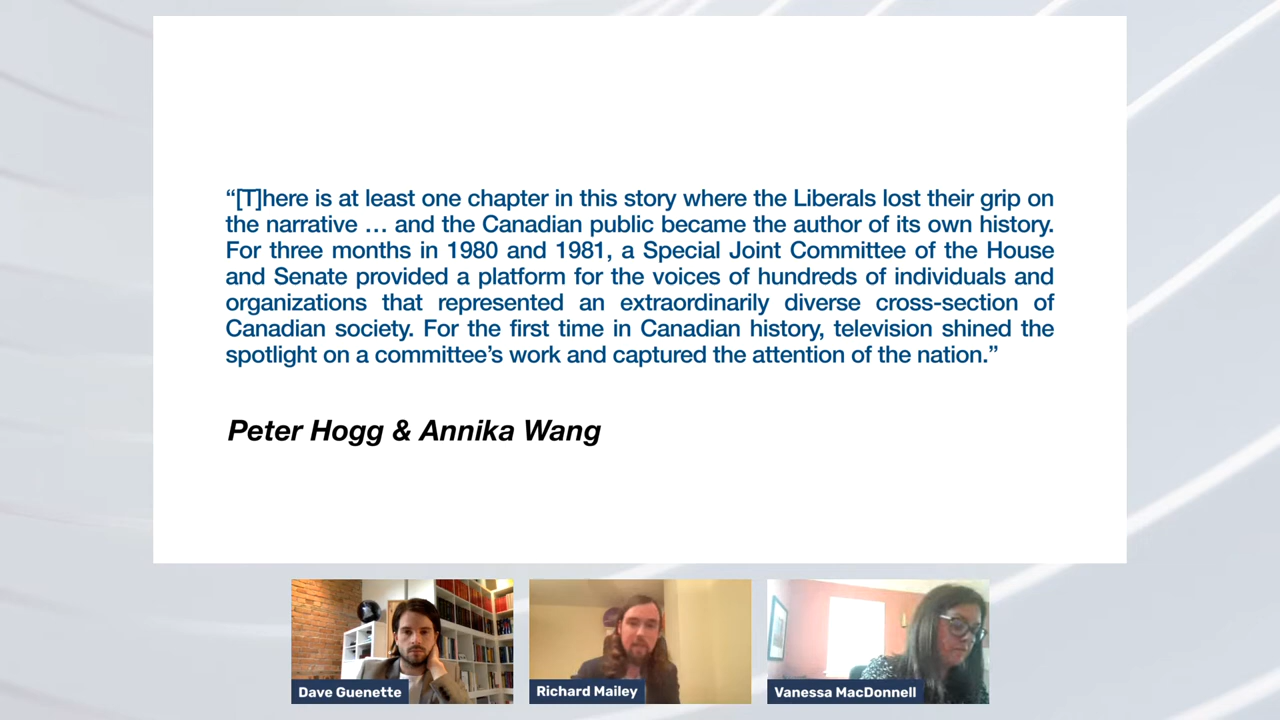 “[T]here is at least one chapter in this story where the Liberals lost their grip on
the narrative … and the Canadian public became the author of its own history.
For three months in 1980 and 1981, a Special Joint Committee of the House
and Senate provided a platform for the voices of hundreds of individuals and
organizations that represented an extraordinarily diverse cross-section of
Canadian society. For the first time in Canadian history, television shined the
spotlight on a committee’s work and captured the attention of the nation.”
Peter Hogg & Annika Wang
Dave Guenette
Richard Mailey
Vanessa MacDonnell